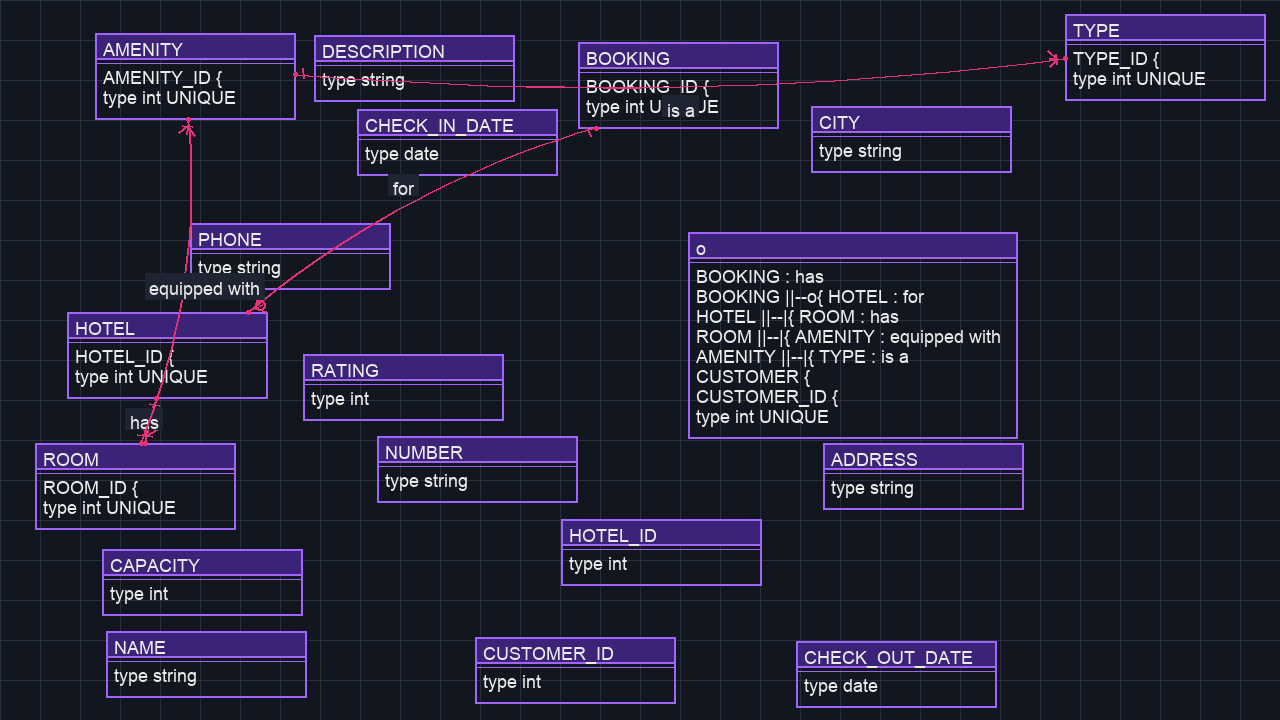 AMENITY
AMENITY_ID {
type int UNIQUE
DESCRIPTION
type string
BOOKING
BOOKING_ID {
type int U UE
is a
TYPE
TYPE_ID {
type int UNIQUE
CHECK_IN_DATE
type date
CITY
type string
for
PHONE
type string
equipped with
o
BOOKING : has
BOOKING ||--o{ HOTEL : for
HOTEL ||--|{ ROOM : has
ROOM ||--|{ AMENITY : equipped with
AMENITY ||--|{ TYPE : is a
CUSTOMER {
CUSTOMER_ID {
type int UNIQUE
HOTEL
HOTEL_ID {
type int UNIQUE
RATING
type int
has
ROOM
ROOM_ID {
type int UNIQUE
NUMBER
type string
ADDRESS
type string
HOTEL_ID
type int
CAPACITY
type int
NAME
type string
CUSTOMER_ID
type int
CHECK_OUT_DATE
type date